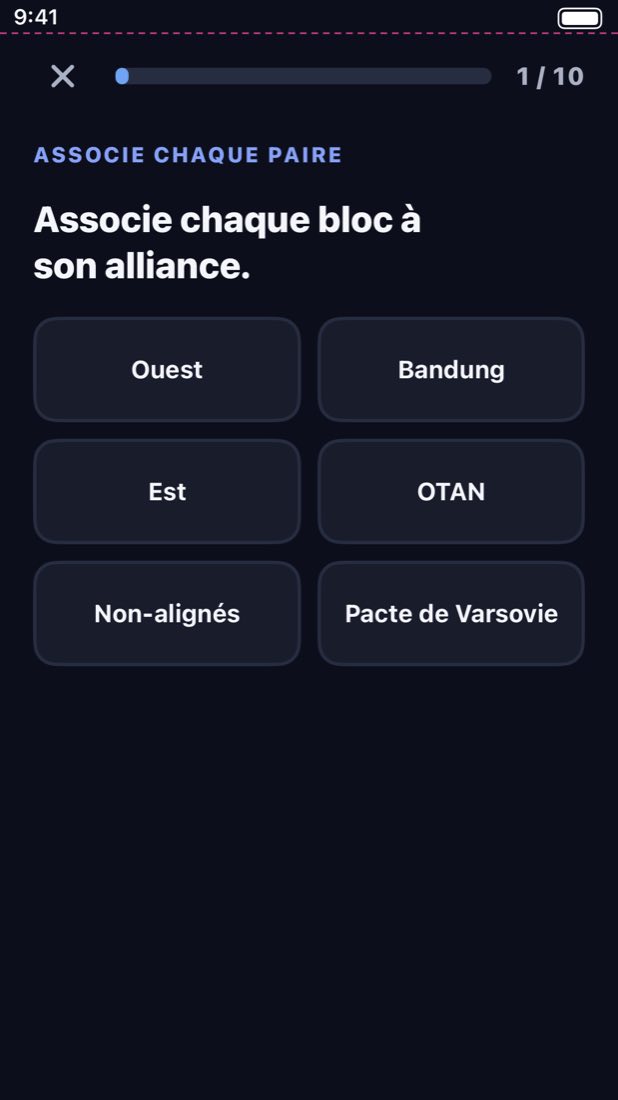 9:41
1 / 10
ASSOCIE CHAQUE PAIRE
Associe chaque bloc à
son alliance.
Ouest
Bandung
Est
OTAN
Non-alignés
Pacte de Varsovie